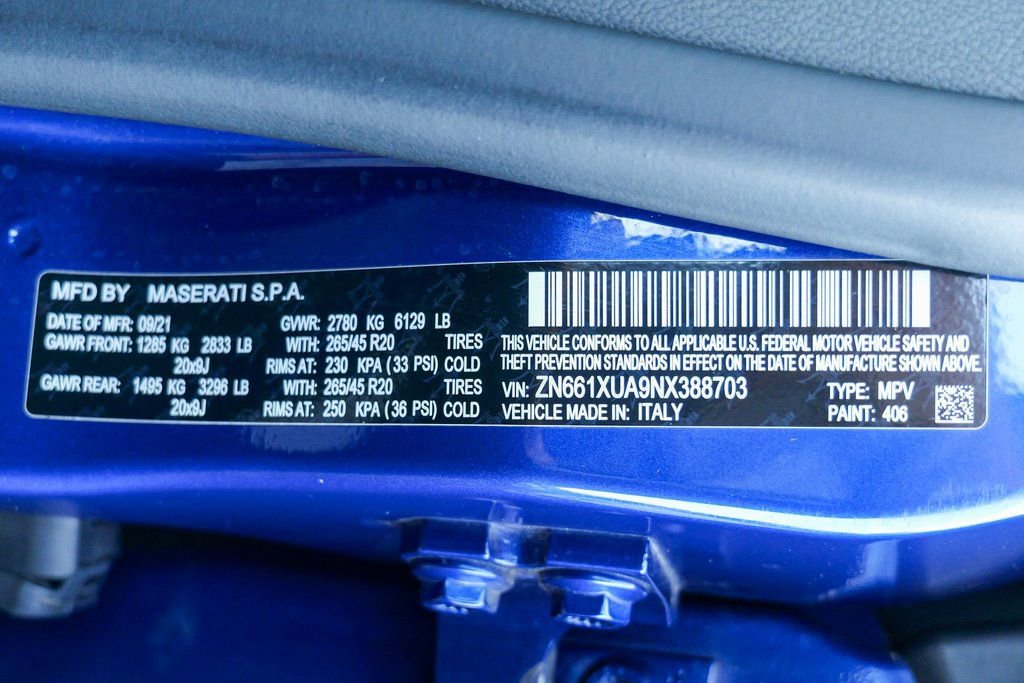 MFD BY MASERATI S.P.A.
DATE OF MFR: 09/21 GVWR: 2780 KG 6129 LB
GAWR FRONT: 1285 KG 2833 LB WITH: 265/45 R20 TIRES
20x9J RIMS AT: 230 KPA (33 PSI) COLD
GAWR REAR: 1495 KG 3296 LB WITH: 265/45 R20 TIRES
20x9J RIMS AT: 250 KPA (36 PSI) COLD
THIS VEHICLE CONFORMS TO ALL APPLICABLE U.S. FEDERAL MOTOR VEHICLE SAFETY AND
THEFT PREVENTION STANDARDS IN EFFECT ON THE DATE OF MANUFACTURE SHOWN ABOVE.
VIN: ZN661XUA9NX388703 TYPE: MPV
VEHICLE MADE IN: ITALY PAINT: 406